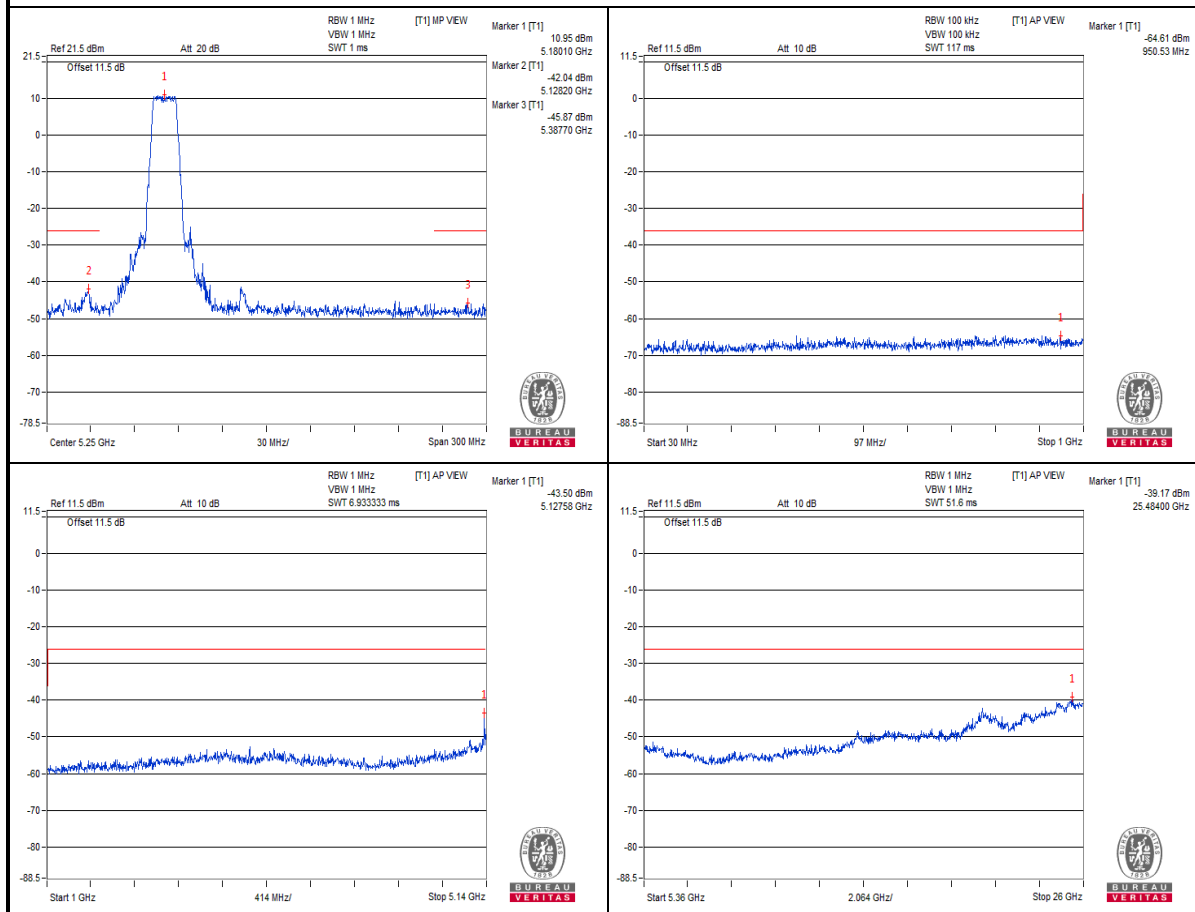 RBW 1 MHz [T1] MP VIEW
VBW 1 MHz
Ref 21.5 dBm Att 20 dB SWT 1 ms
Marker 1 [T1]
10.95 dBm
5.18010 GHz
Marker 2 [T1]
-42.04 dBm
5.12820 GHz
Marker 3 [T1]
-45.87 dBm
5.38770 GHz
21.5
Offset 11.5 dB
1
10
0
-10
-20
-30
-40
2
3
-50
-60
-70
-78.5
Center 5.25 GHz 30 MHz/ Span 300 MHz
BUREAU VERITAS
1828
BUREAU
VERITAS
RBW 100 kHz [T1] AP VIEW
VBW 100 kHz
Ref 11.5 dBm Att 10 dB SWT 117 ms
Marker 1 [T1]
-64.61 dBm
950.53 MHz
11.5
Offset 11.5 dB
0
-10
-20
-30
-40
-50
-60
1
-70
-80
-88.5
Start 30 MHz 97 MHz/ Stop 1 GHz
BUREAU VERITAS
1828
BUREAU
VERITAS
RBW 1 MHz [T1] AP VIEW
VBW 1 MHz
Ref 11.5 dBm Att 10 dB SWT 6.933333 ms
Marker 1 [T1]
-43.50 dBm
5.12758 GHz
11.5
Offset 11.5 dB
0
-10
-20
-30
-40
1
-50
-60
-70
-80
-88.5
Start 1 GHz 414 MHz/ Stop 5.14 GHz
BUREAU VERITAS
1828
BUREAU
VERITAS
RBW 1 MHz [T1] AP VIEW
VBW 1 MHz
Ref 11.5 dBm Att 10 dB SWT 51.6 ms
Marker 1 [T1]
-39.17 dBm
25.48400 GHz
11.5
Offset 11.5 dB
0
-10
-20
-30
1
-40
-50
-60
-70
-80
-88.5
Start 5.36 GHz 2.064 GHz/ Stop 26 GHz
BUREAU VERITAS
1828
BUREAU
VERITAS